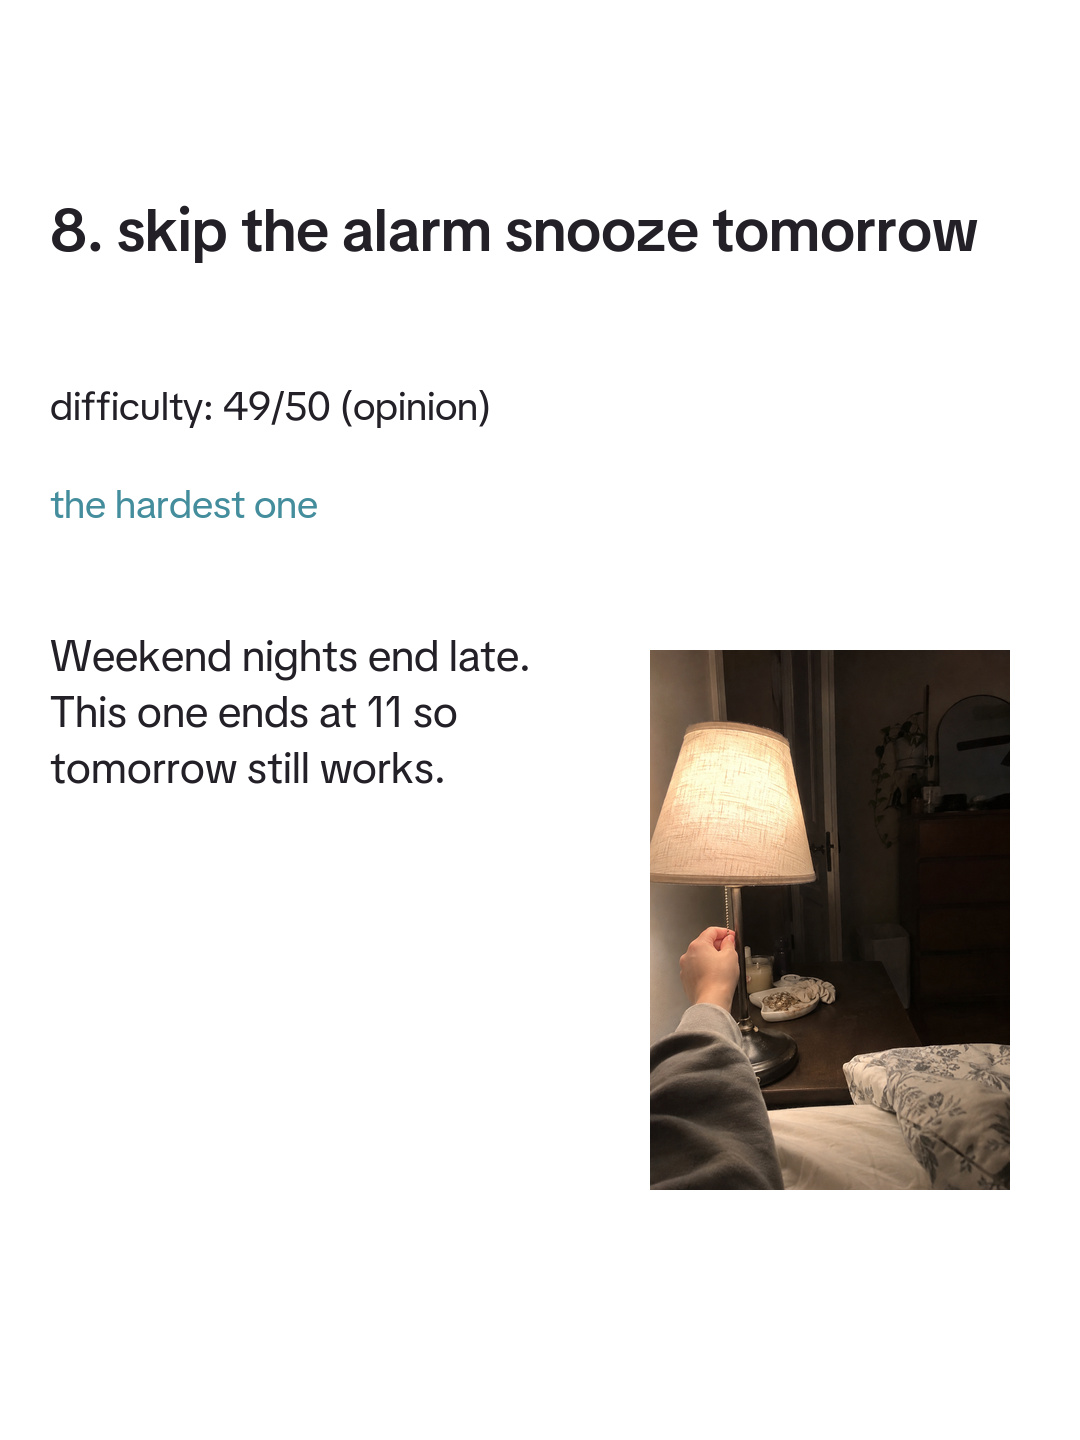 8. skip the alarm snooze tomorrow
difficulty: 49/50 (opinion)
the hardest one
Weekend nights end late.
This one ends at 11 so
tomorrow still works.